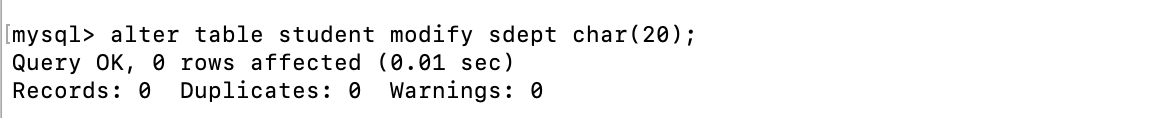 [mysql> alter table student modify sdept char(20);
Query OK, 0 rows affected (0.01 sec)
Records: 0  Duplicates: 0  Warnings: 0